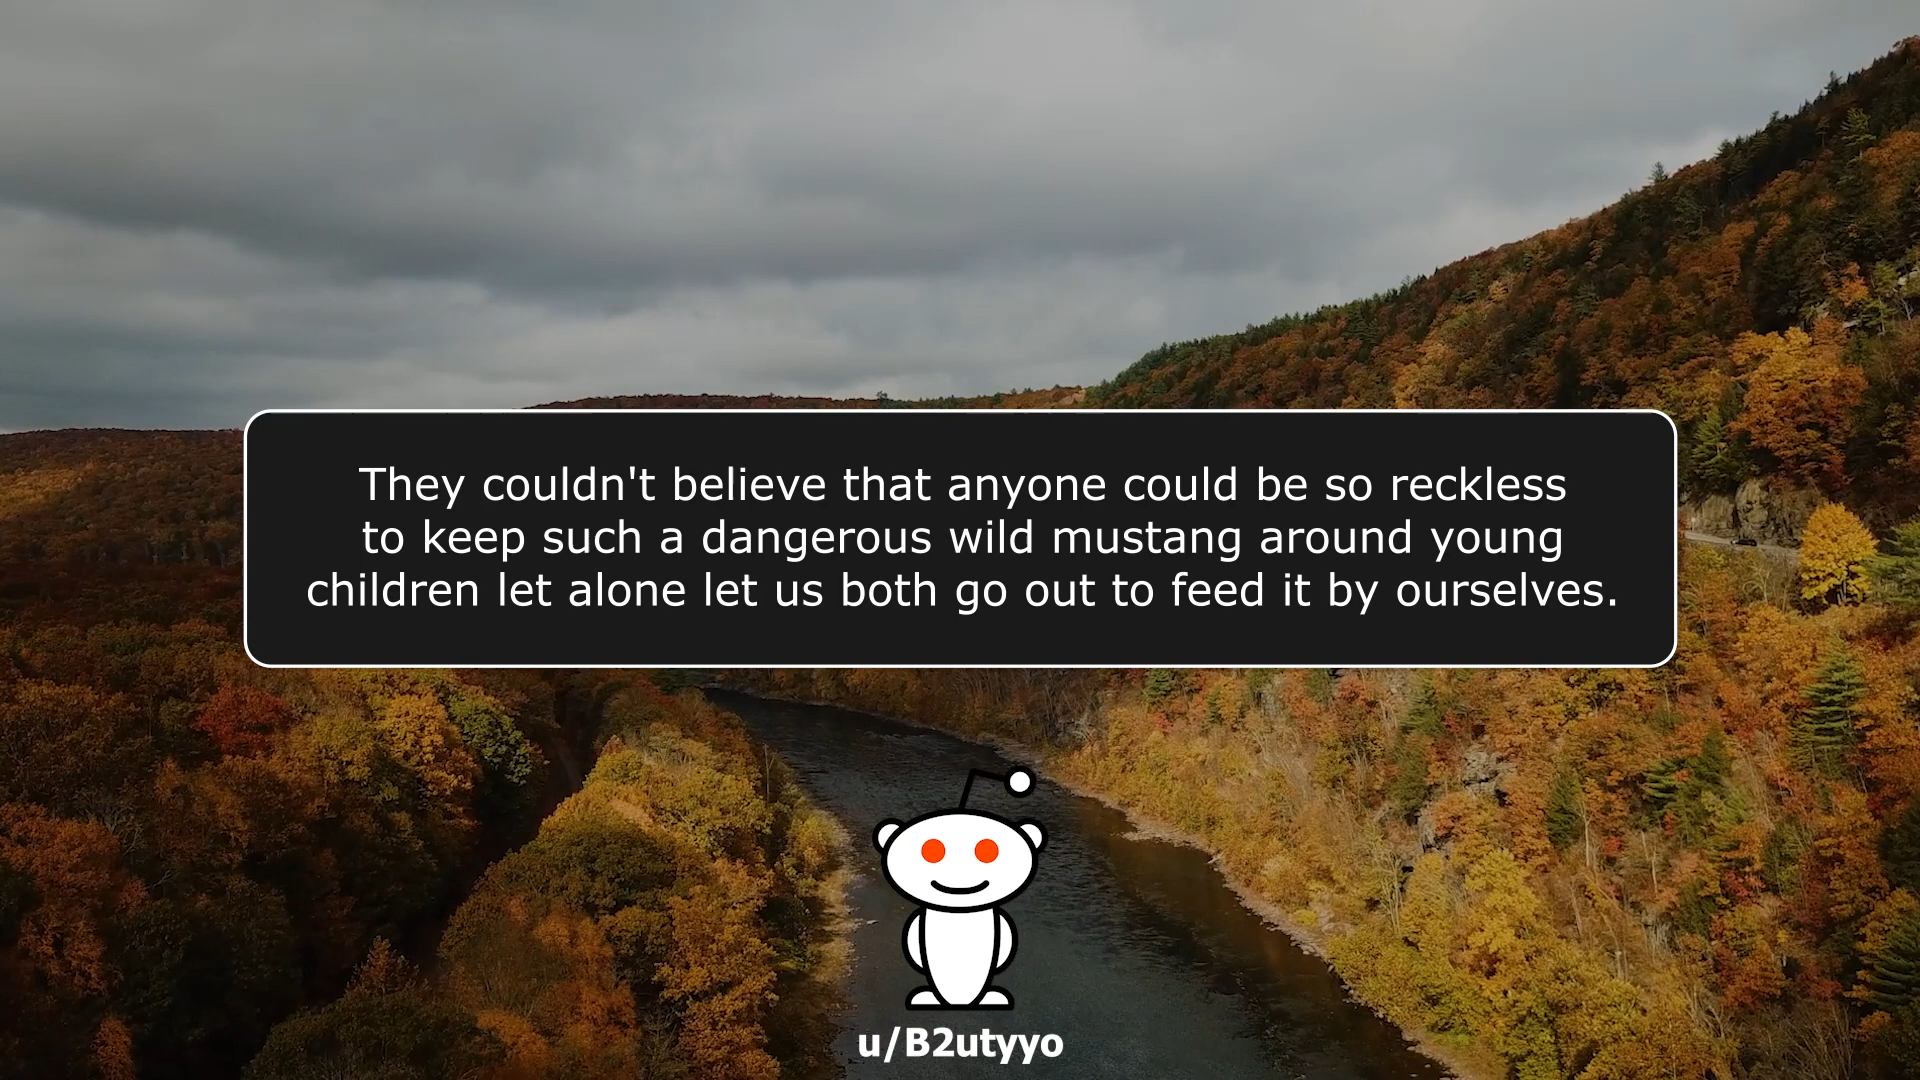 They couldn't believe that anyone could be so reckless
to keep such a dangerous wild mustang around young
children let alone let us both go out to feed it by ourselves.
u/B2utyyo